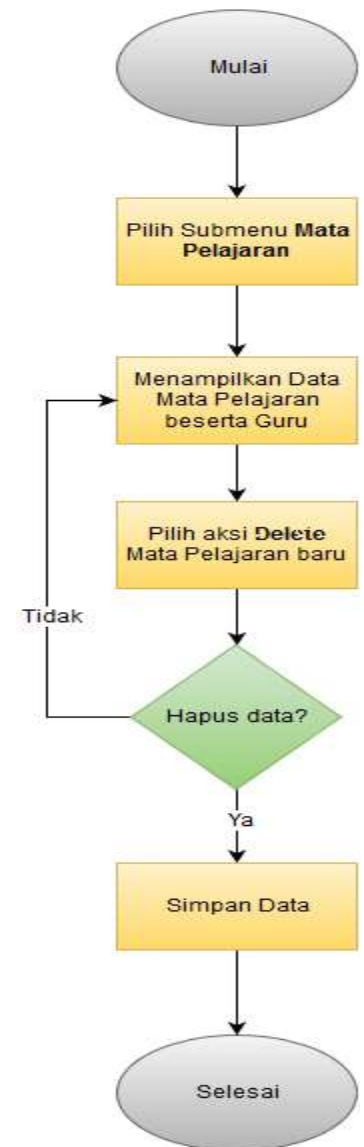 Mulai
Pilih Submenu Mata
Pelajaran
Menampilkan Data
Mata Pelajaran
beserta Guru
Pilih aksi Delete
Mata Pelajaran baru
Tidak
Hapus data?
Ya
Simpan Data
Selesai